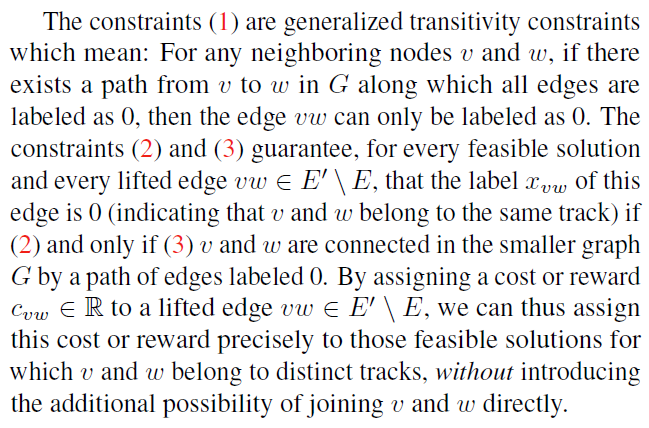 The constraints (1) are generalized transitivity constraints
which mean: For any neighboring nodes v and w, if there
exists a path from v to w in G along which all edges are
labeled as 0, then the edge vw can only be labeled as 0. The
constraints (2) and (3) guarantee, for every feasible solution
and every lifted edge vw ∈ E′ \ E, that the label x_{vw} of this
edge is 0 (indicating that v and w belong to the same track) if
(2) and only if (3) v and w are connected in the smaller graph
G by a path of edges labeled 0. By assigning a cost or reward
c_{vw} ∈ ℝ to a lifted edge vw ∈ E′ \ E, we can thus assign
this cost or reward precisely to those feasible solutions for
which v and w belong to distinct tracks, without introducing
the additional possibility of joining v and w directly.